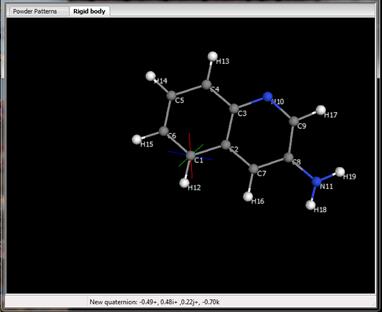 Powder Patterns Rigid body
H13
H14
C4
C5
N10
C3
H17
C9
C6
H15
C2
C1
C8
H19
C7
N11
H12
H16
H18
New quaternion: -0.49+, 0.48i+ ,0.22j+, -0.70k